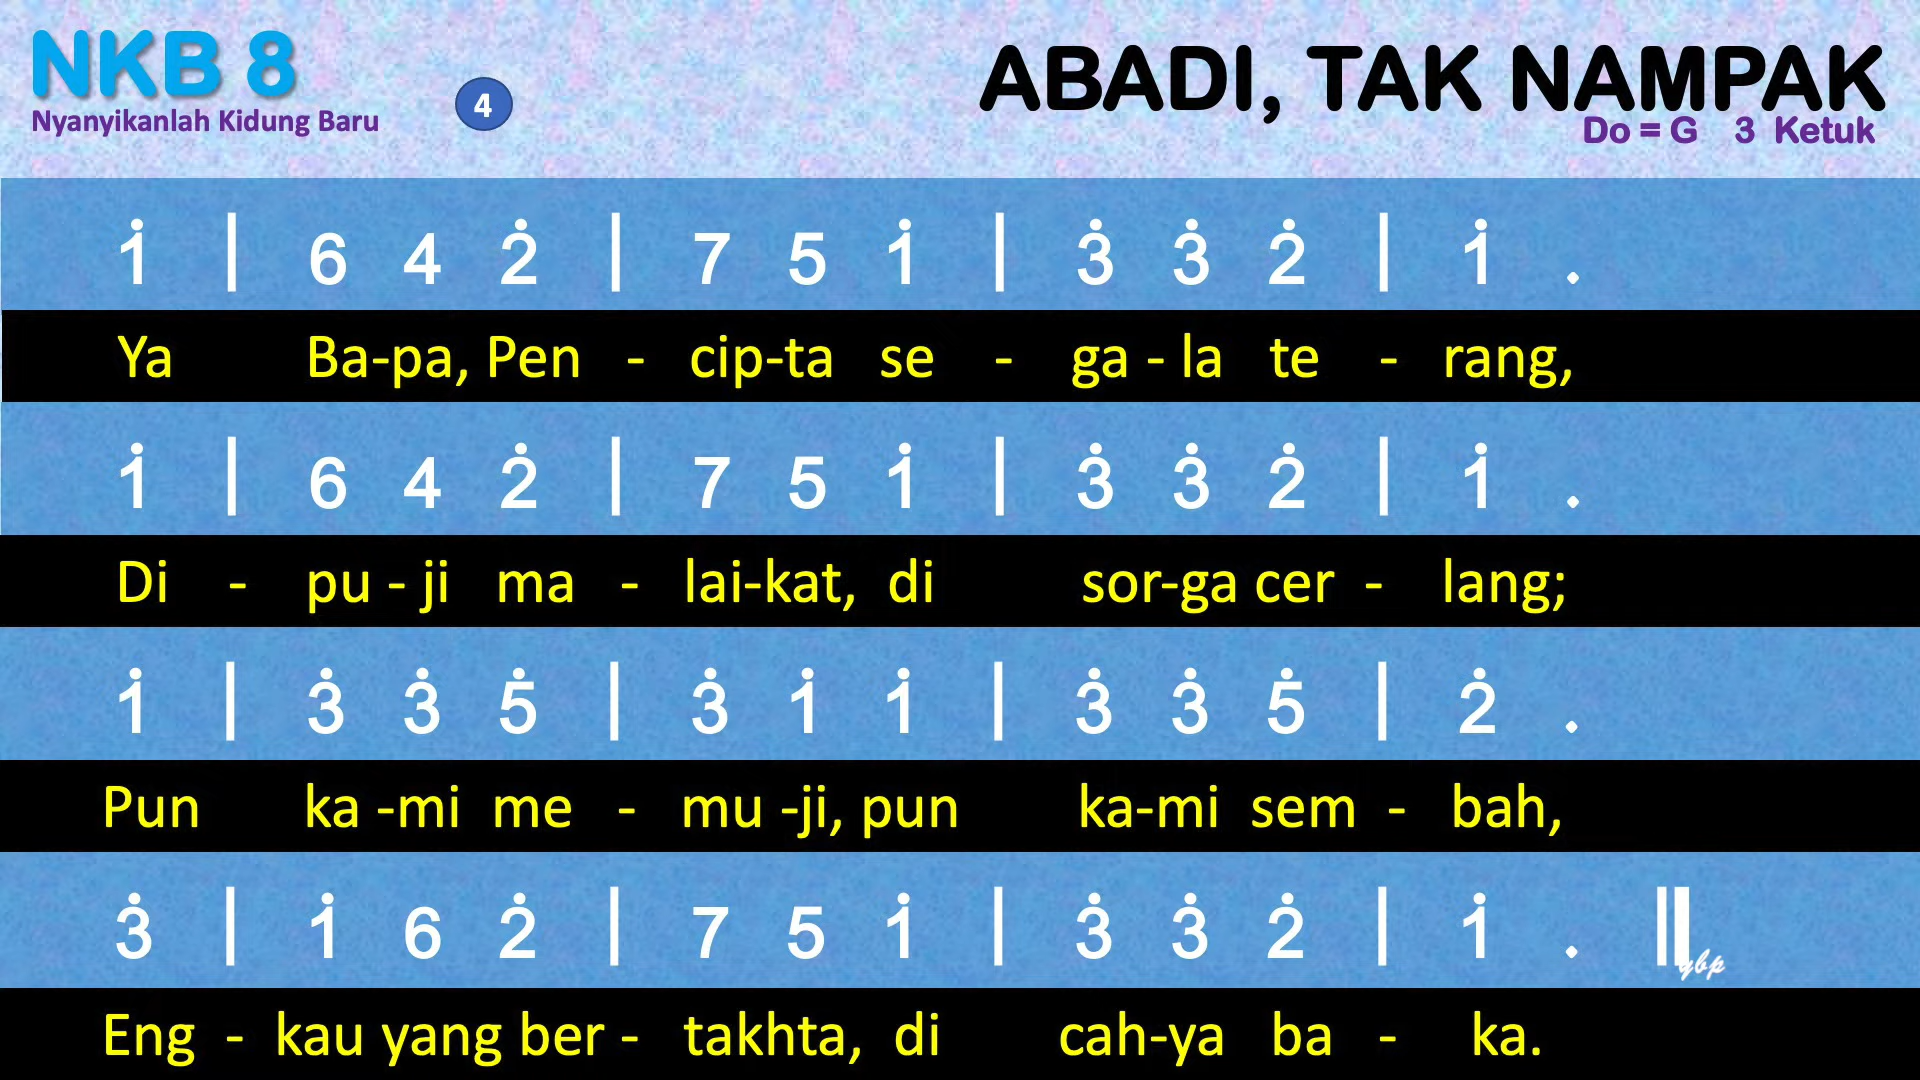 NKB 8
Nyanyikanlah Kidung Baru
4
ABADI, TAK NAMPAK
Do = G 3 Ketuk
1̇ | 6 4 2̇ | 7 5 1̇ | 3̇ 3̇ 2̇ | 1̇ .
Ya Ba-pa, Pen - cip-ta se - ga - la te - rang,
1̇ | 6 4 2̇ | 7 5 1̇ | 3̇ 3̇ 2̇ | 1̇ .
Di - pu - ji ma - lai-kat, di sor-ga cer - lang;
1̇ | 3̇ 3̇ 5̇ | 3̇ 1̇ 1̇ | 3̇ 3̇ 5̇ | 2̇ .
Pun ka -mi me - mu -ji, pun ka-mi sem - bah,
3̇ | 1̇ 6 2̇ | 7 5 1̇ | 3̇ 3̇ 2̇ | 1̇ . ||
ybp
Eng - kau yang ber - takhta, di cah-ya ba - ka.